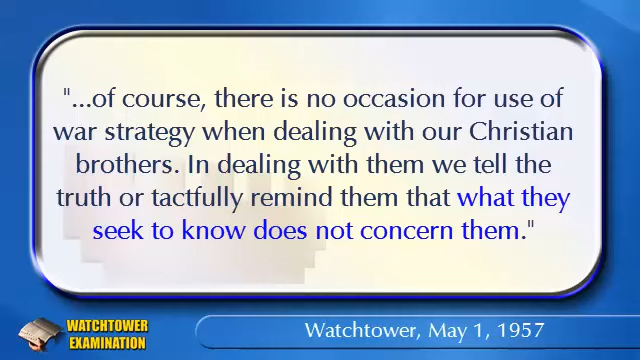 "...of course, there is no occasion for use of
war strategy when dealing with our Christian
brothers. In dealing with them we tell the
truth or tactfully remind them that what they
seek to know does not concern them."
WATCHTOWER
EXAMINATION
Watchtower, May 1, 1957